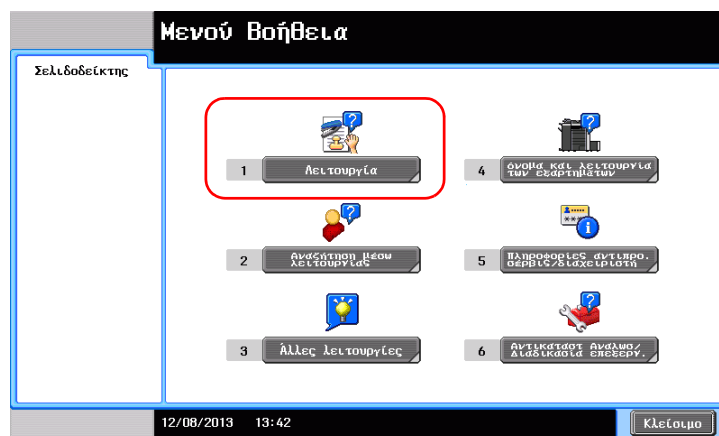 Μενού Βοήθεια
Σελιδοδείκτης
1 Λειτουργία
4 όνομα και λειτουργία
των εξαρτημάτων
2 Αναζήτηση μέσω
λειτουργίας
5 Πληροφορίες αντιπρο.
σέρβις/διαχειριστή
3 Άλλες λειτουργίες
6 Αντικατάστ Αναλωσ/
Διαδικασία επεξεργ.
12/08/2013 13:42
Κλείσιμο